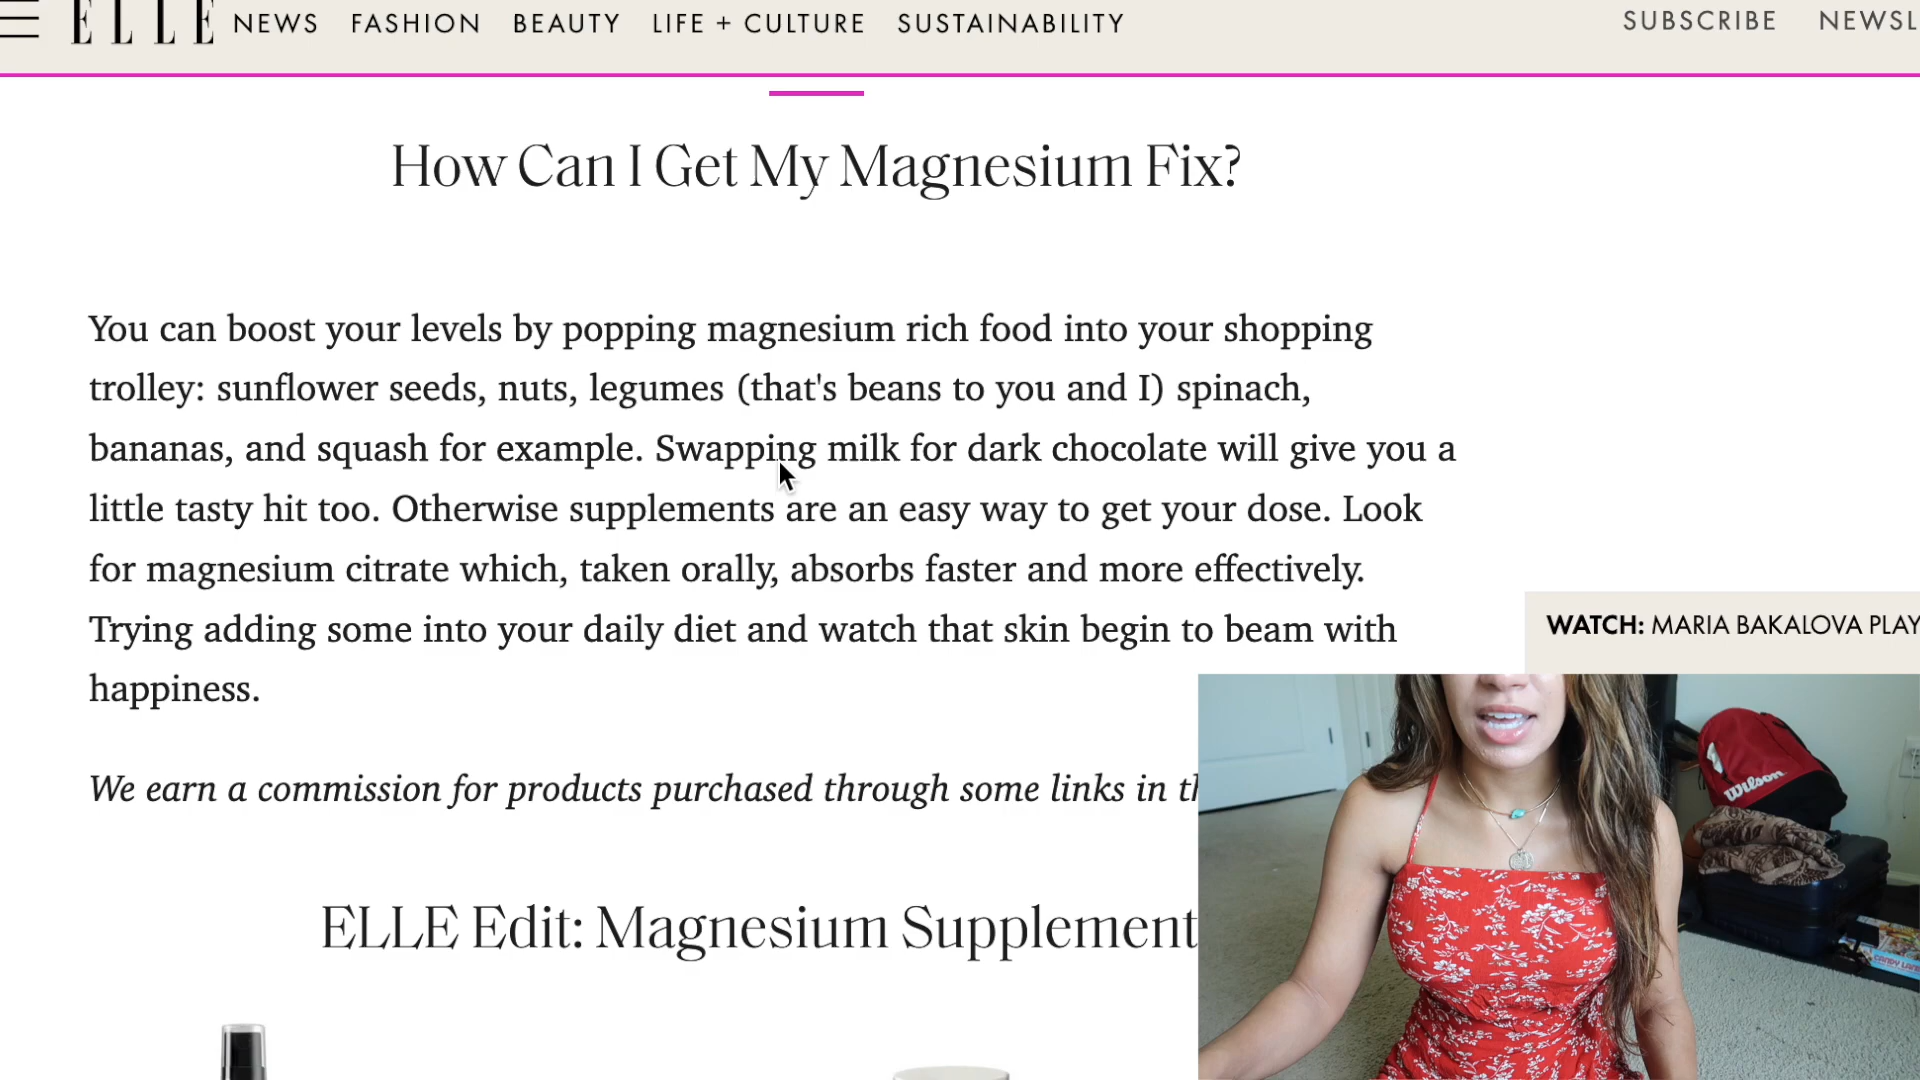 ELLE NEWS FASHION BEAUTY LIFE + CULTURE SUSTAINABILITY SUBSCRIBE NEWSL
How Can I Get My Magnesium Fix?
You can boost your levels by popping magnesium rich food into your shopping
trolley: sunflower seeds, nuts, legumes (that's beans to you and I) spinach,
bananas, and squash for example. Swapping milk for dark chocolate will give you a
little tasty hit too. Otherwise supplements are an easy way to get your dose. Look
for magnesium citrate which, taken orally, absorbs faster and more effectively.
Trying adding some into your daily diet and watch that skin begin to beam with
happiness.
WATCH: MARIA BAKALOVA PLAY
We earn a commission for products purchased through some links in th
Wilson
ELLE Edit: Magnesium Supplement
CANDY LAN